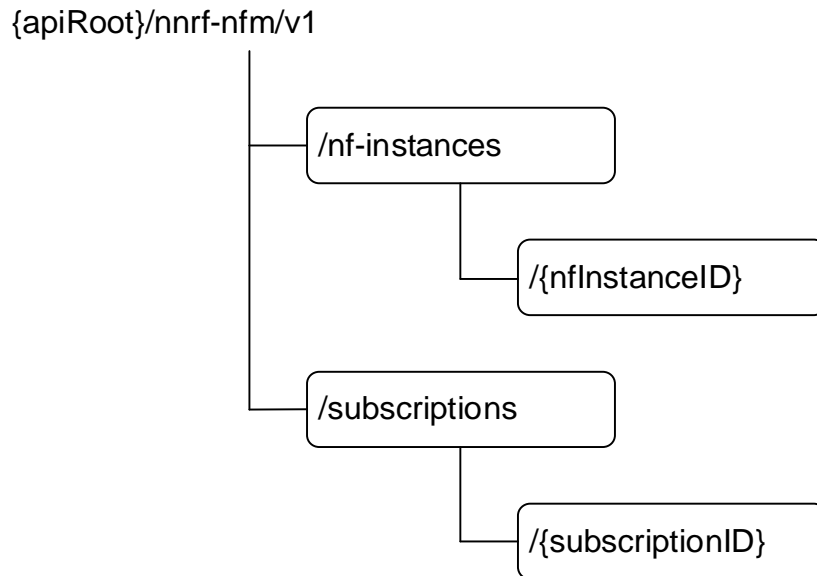 {apiRoot}/nnrf-nfm/v1
/nf-instances
/{nfInstanceID}
/subscriptions
/{subscriptionID}